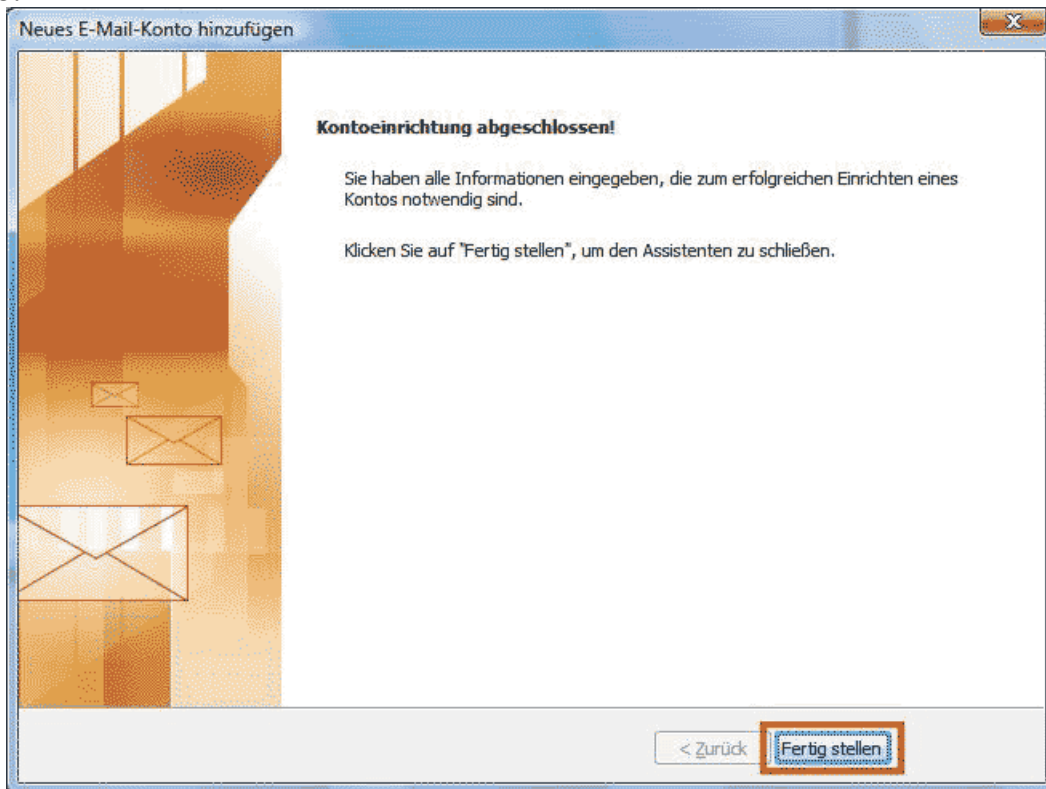 Neues E-Mail-Konto hinzufügen
X
Kontoeinrichtung abgeschlossen!
Sie haben alle Informationen eingegeben, die zum erfolgreichen Einrichten eines
Kontos notwendig sind.
Klicken Sie auf "Fertig stellen", um den Assistenten zu schließen.
< Zurück
Fertig stellen